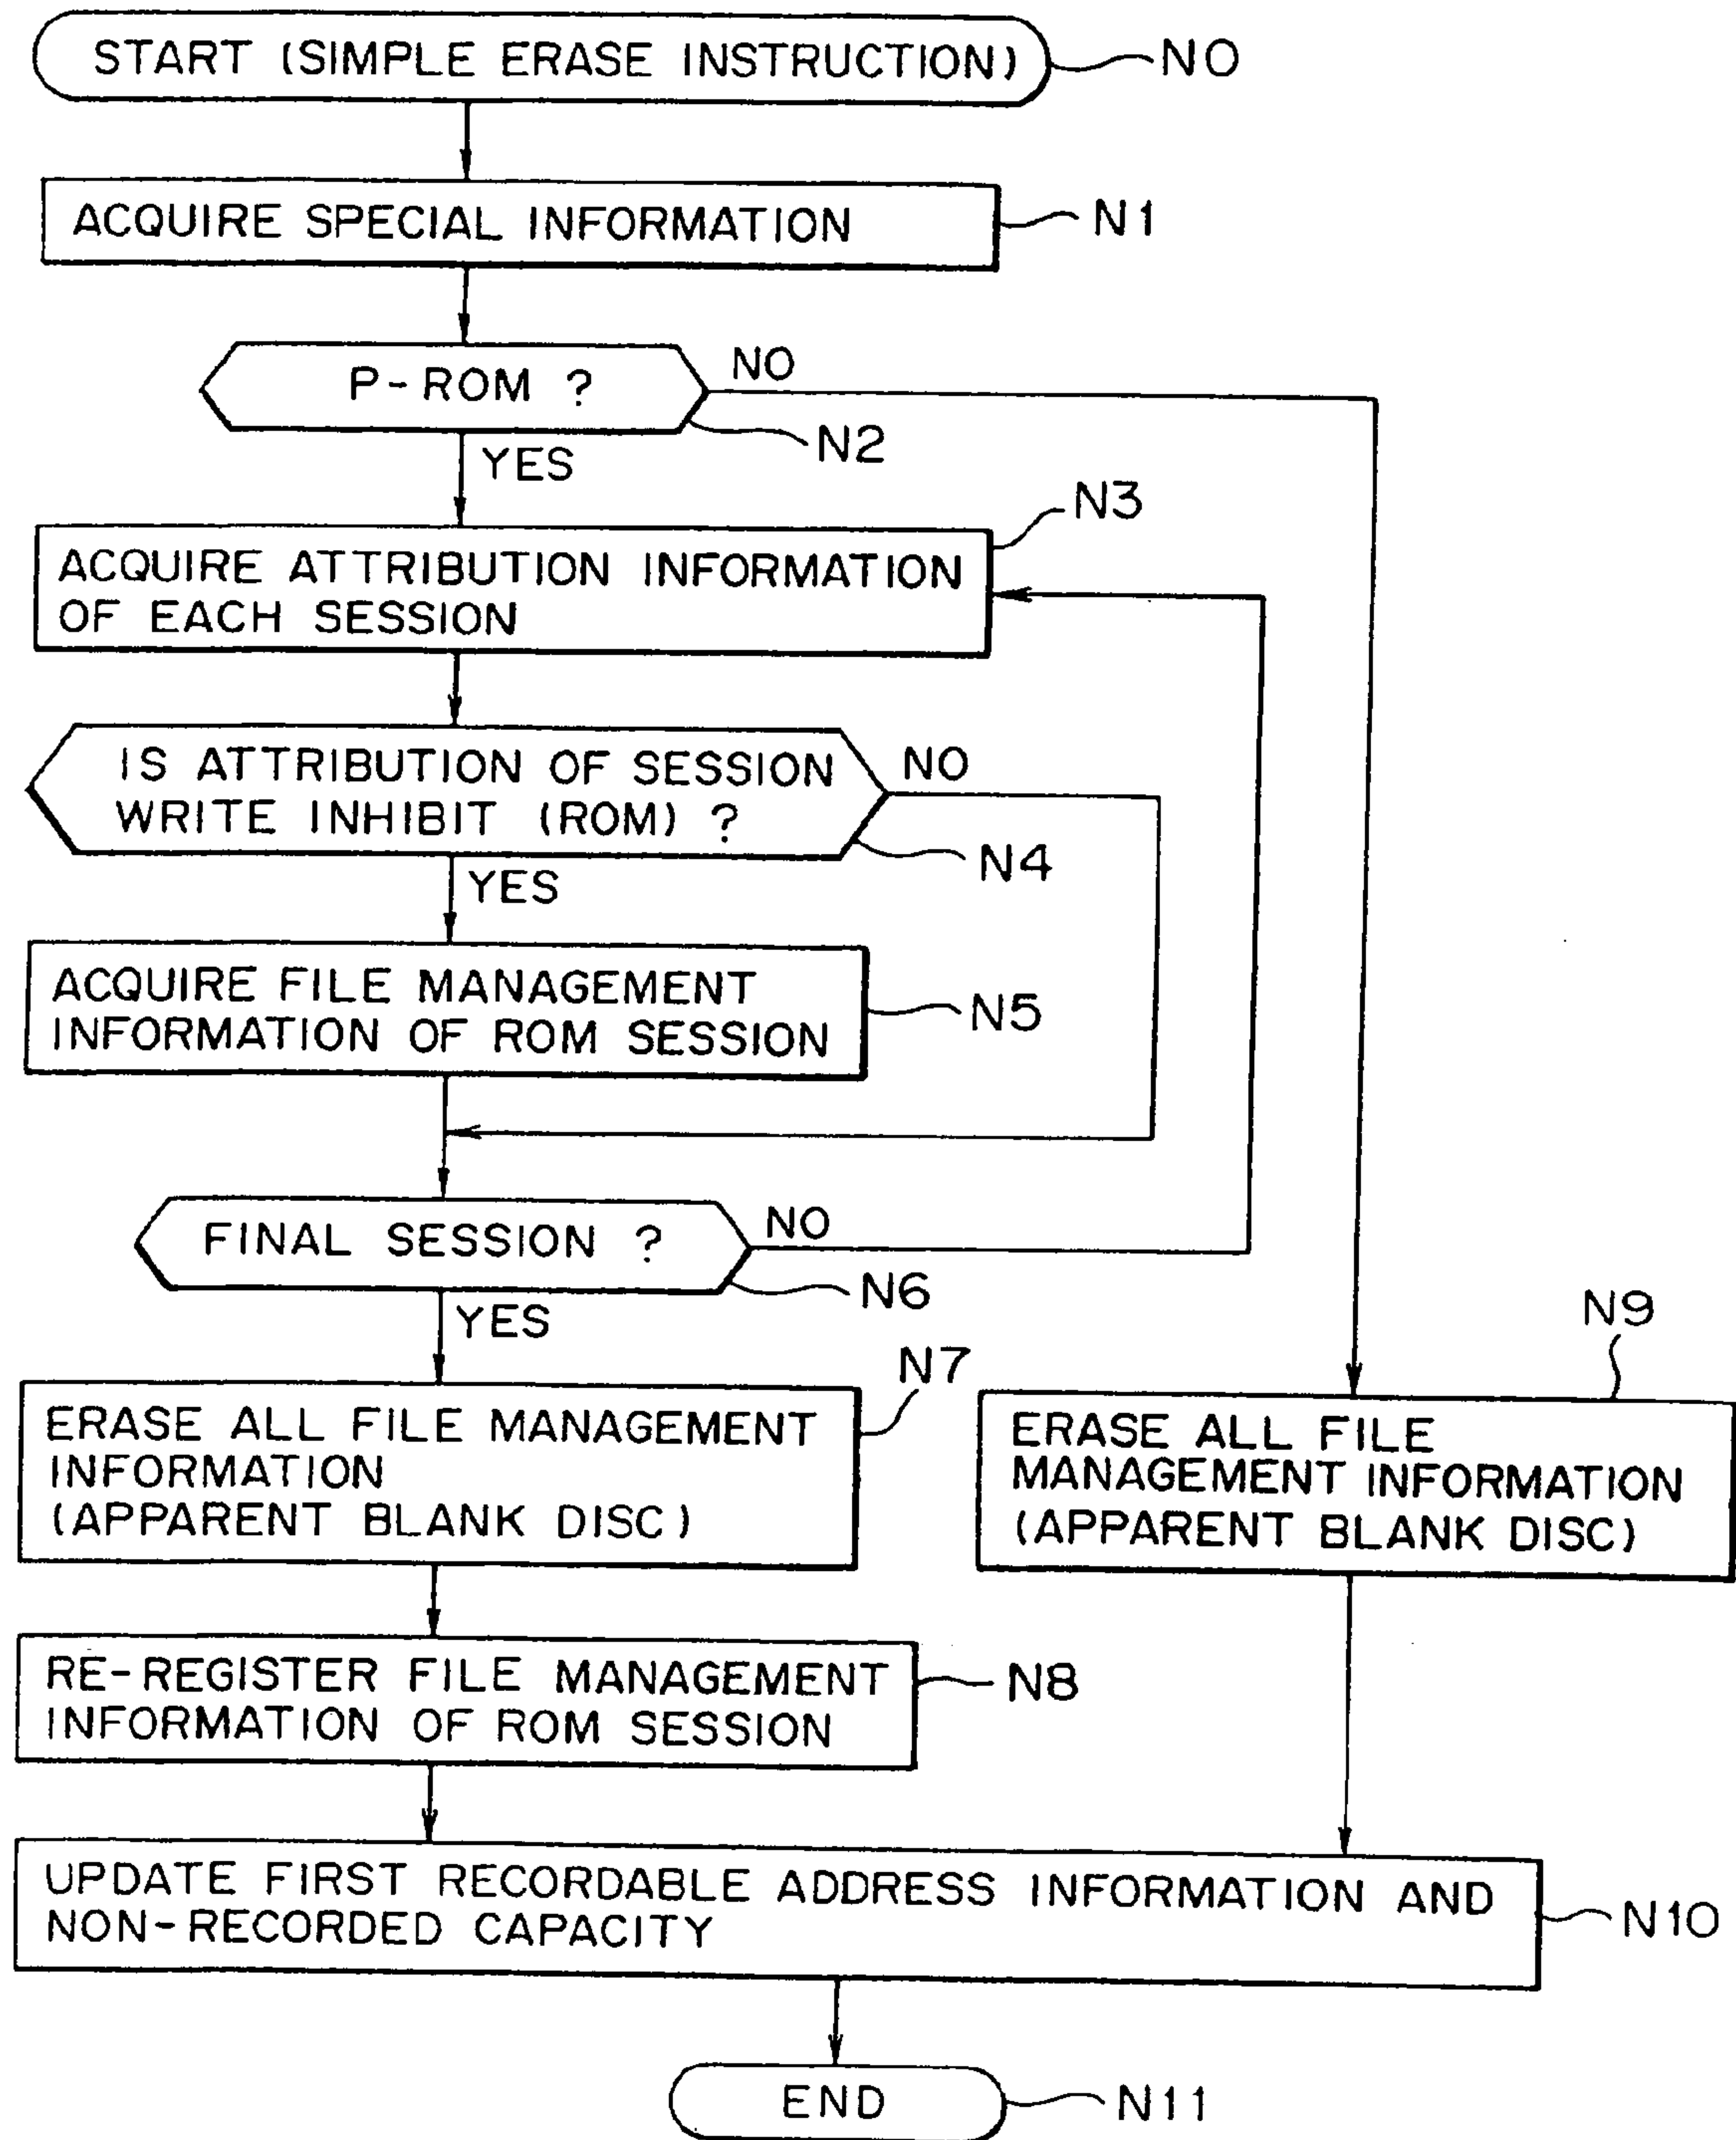 START (SIMPLE ERASE INSTRUCTION)
N0
ACQUIRE SPECIAL INFORMATION
N1
P-ROM ?
NO
N2
YES
N3
ACQUIRE ATTRIBUTION INFORMATION
OF EACH SESSION
IS ATTRIBUTION OF SESSION
WRITE INHIBIT (ROM) ?
NO
N4
YES
ACQUIRE FILE MANAGEMENT
INFORMATION OF ROM SESSION
N5
FINAL SESSION ?
NO
N6
YES
N7
ERASE ALL FILE MANAGEMENT
INFORMATION
(APPARENT BLANK DISC)
N9
ERASE ALL FILE
MANAGEMENT INFORMATION
(APPARENT BLANK DISC)
RE-REGISTER FILE MANAGEMENT
INFORMATION OF ROM SESSION
N8
UPDATE FIRST RECORDABLE ADDRESS INFORMATION AND
NON-RECORDED CAPACITY
N10
END
N11